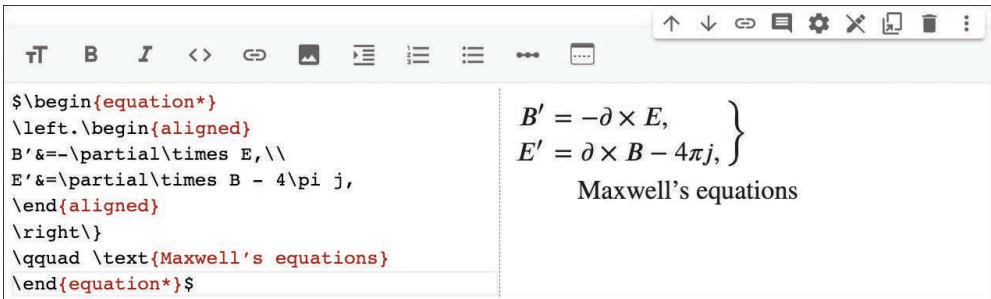 $\begin{equation*}
\left.\begin{aligned}
B'&=-\partial\times E,\\
E'&=\partial\times B - 4\pi j,
\end{aligned}
\right\}
\qquad \text{Maxwell's equations}
\end{equation*}$
B′ = −∂ × E,
E′ = ∂ × B − 4πj, }
Maxwell's equations